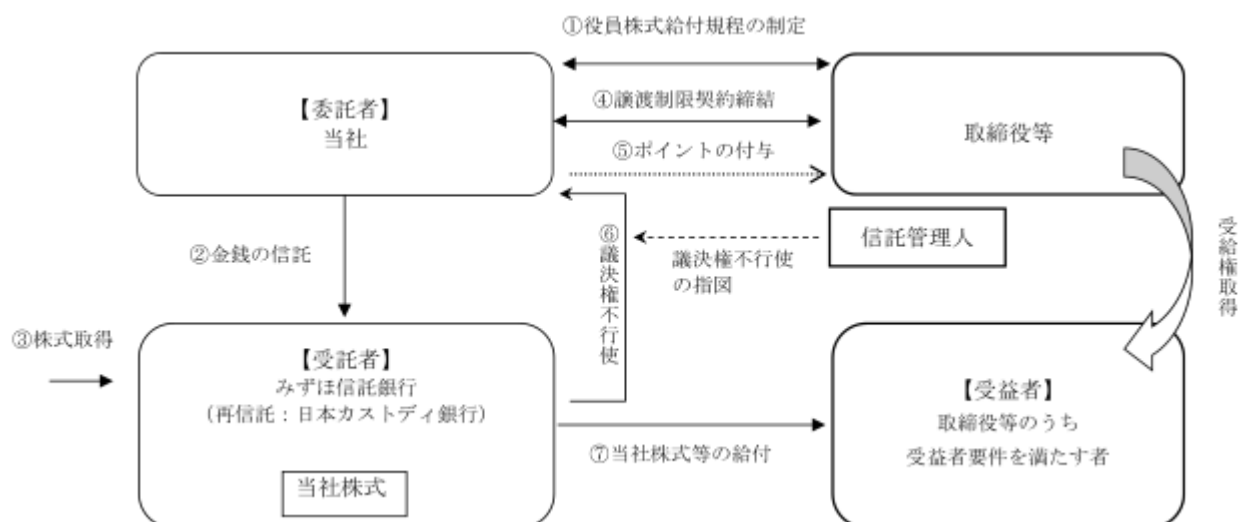 ①役員株式給付規程の制定
【委託者】
当社
④譲渡制限契約締結
取締役等
⑤ポイントの付与
②金銭の信託
⑥議決権不行使
議決権不行使
の指図
信託管理人
受給権取得
③株式取得
【受託者】
みずほ信託銀行
(再信託:日本カストディ銀行)
当社株式
⑦当社株式等の給付
【受益者】
取締役等のうち
受益者要件を満たす者